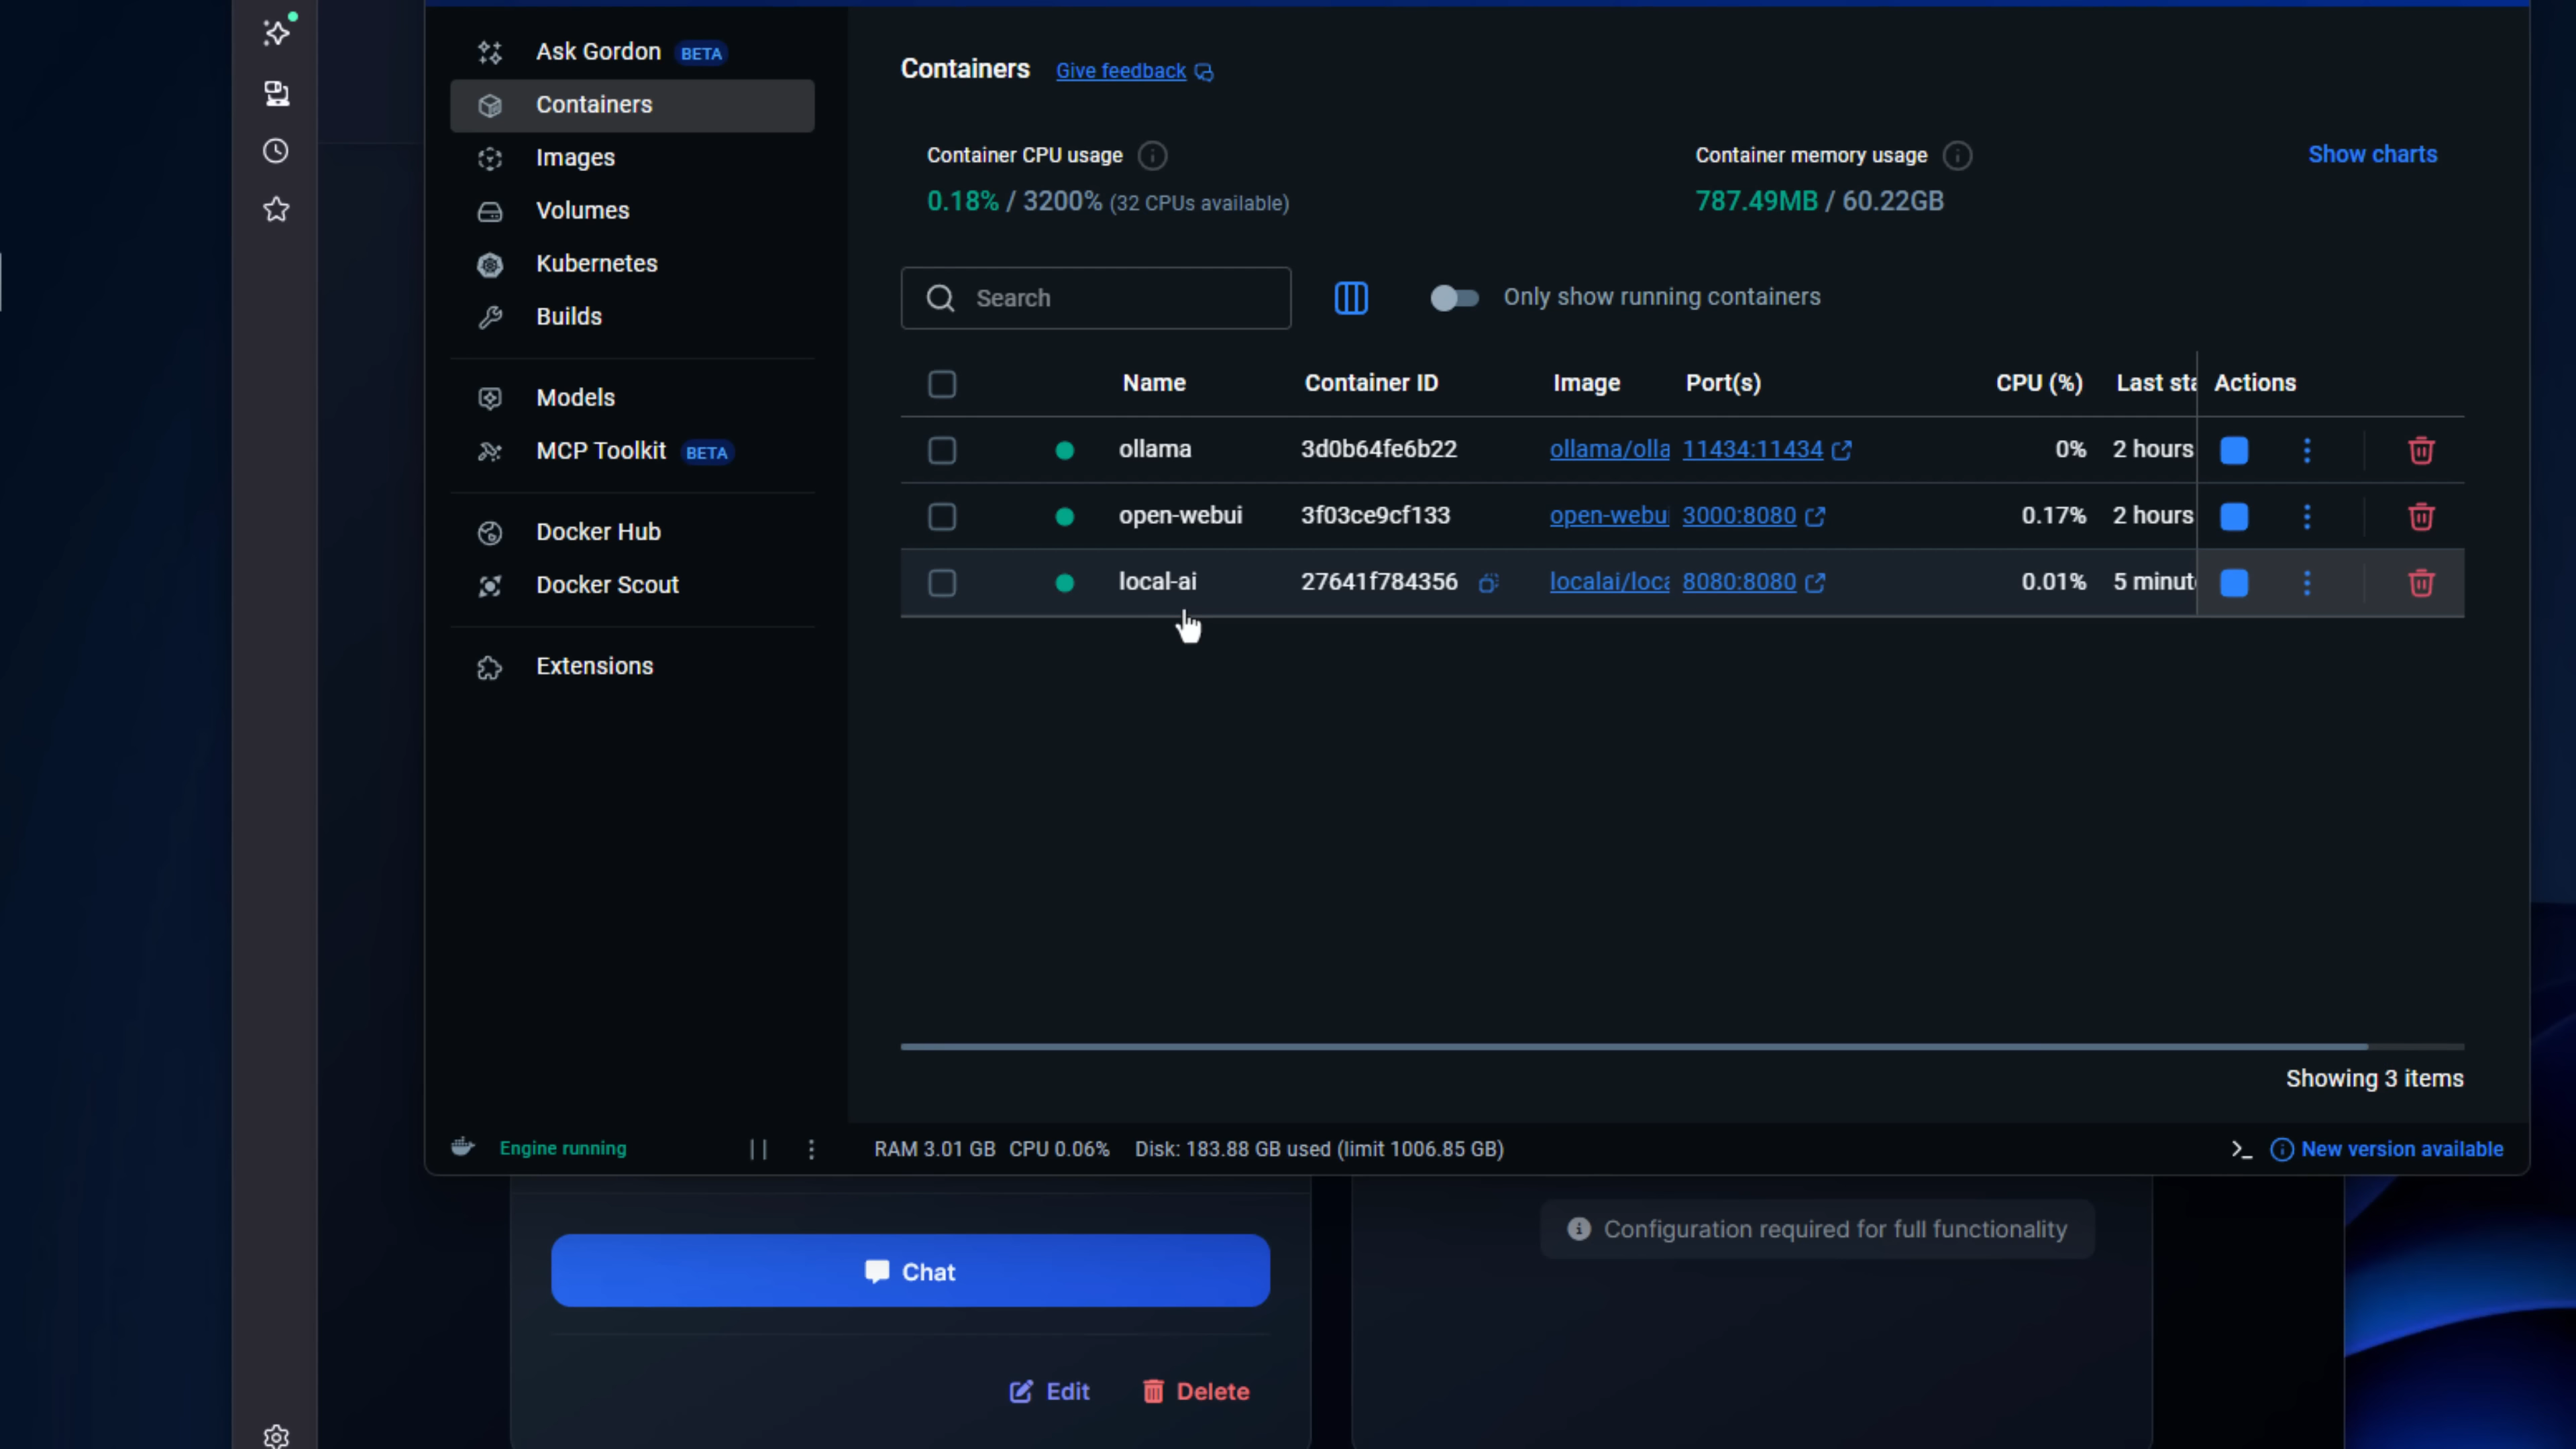 Ask Gordon BETA
Containers
Images
Volumes
Kubernetes
Builds
Models
MCP Toolkit BETA
Docker Hub
Docker Scout
Extensions
Containers Give feedback
Container CPU usage
0.18% / 3200% (32 CPUs available)
Container memory usage
787.49MB / 60.22GB
Show charts
Search
Only show running containers
Name Container ID Image Port(s) CPU (%) Last sta Actions
ollama 3d0b64fe6b22 ollama/olla 11434:11434 0% 2 hours
open-webui 3f03ce9cf133 open-webui 3000:8080 0.17% 2 hours
local-ai 27641f784356 localai/loca 8080:8080 0.01% 5 minut
Showing 3 items
Engine running
RAM 3.01 GB CPU 0.06% Disk: 183.88 GB used (limit 1006.85 GB)
New version available
Chat
Edit Delete
Configuration required for full functionality